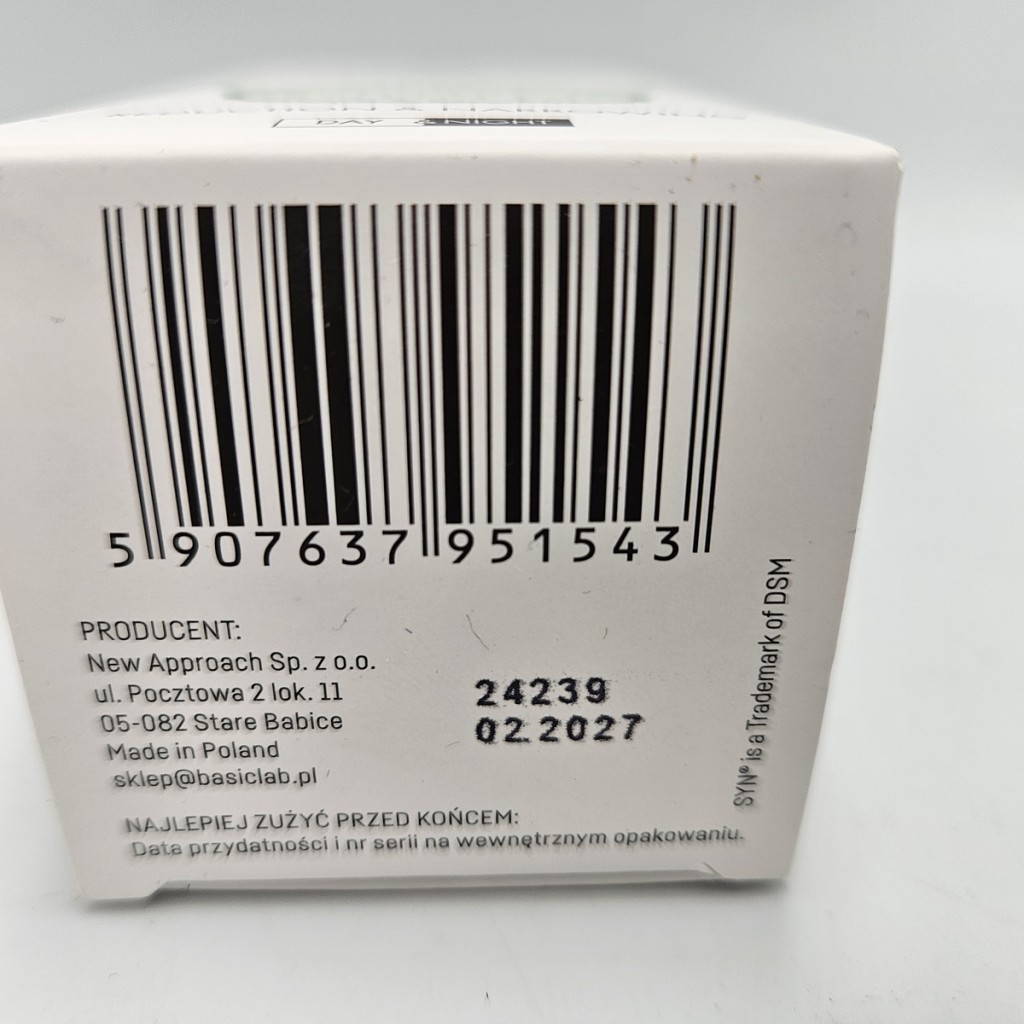 DAY & NIGHT
5 907637 951543
PRODUCENT:
New Approach Sp. z o.o.
ul. Pocztowa 2 lok. 11
05-082 Stare Babice
Made in Poland
sklep@basiclab.pl
24239
02.2027
SYN® is a Trademark of DSM
NAJLEPIEJ ZUŻYĆ PRZED KOŃCEM:
Data przydatności i nr serii na wewnętrznym opakowaniu.